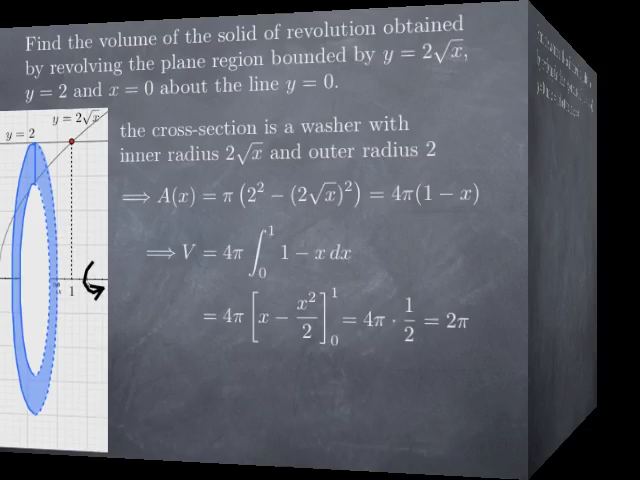 Find the volume of the solid of revolution obtained
by revolving the plane region bounded by y = 2√x,
y = 2 and x = 0 about the line y = 0.
y = 2√x
y = 2
1
the cross-section is a washer with
inner radius 2√x and outer radius 2
⟹ A(x) = π (2² − (2√x)²) = 4π(1 − x)
⟹ V = 4π ∫₀¹ 1 − x dx
= 4π [x − x²/2]₀¹ = 4π · 1/2 = 2π